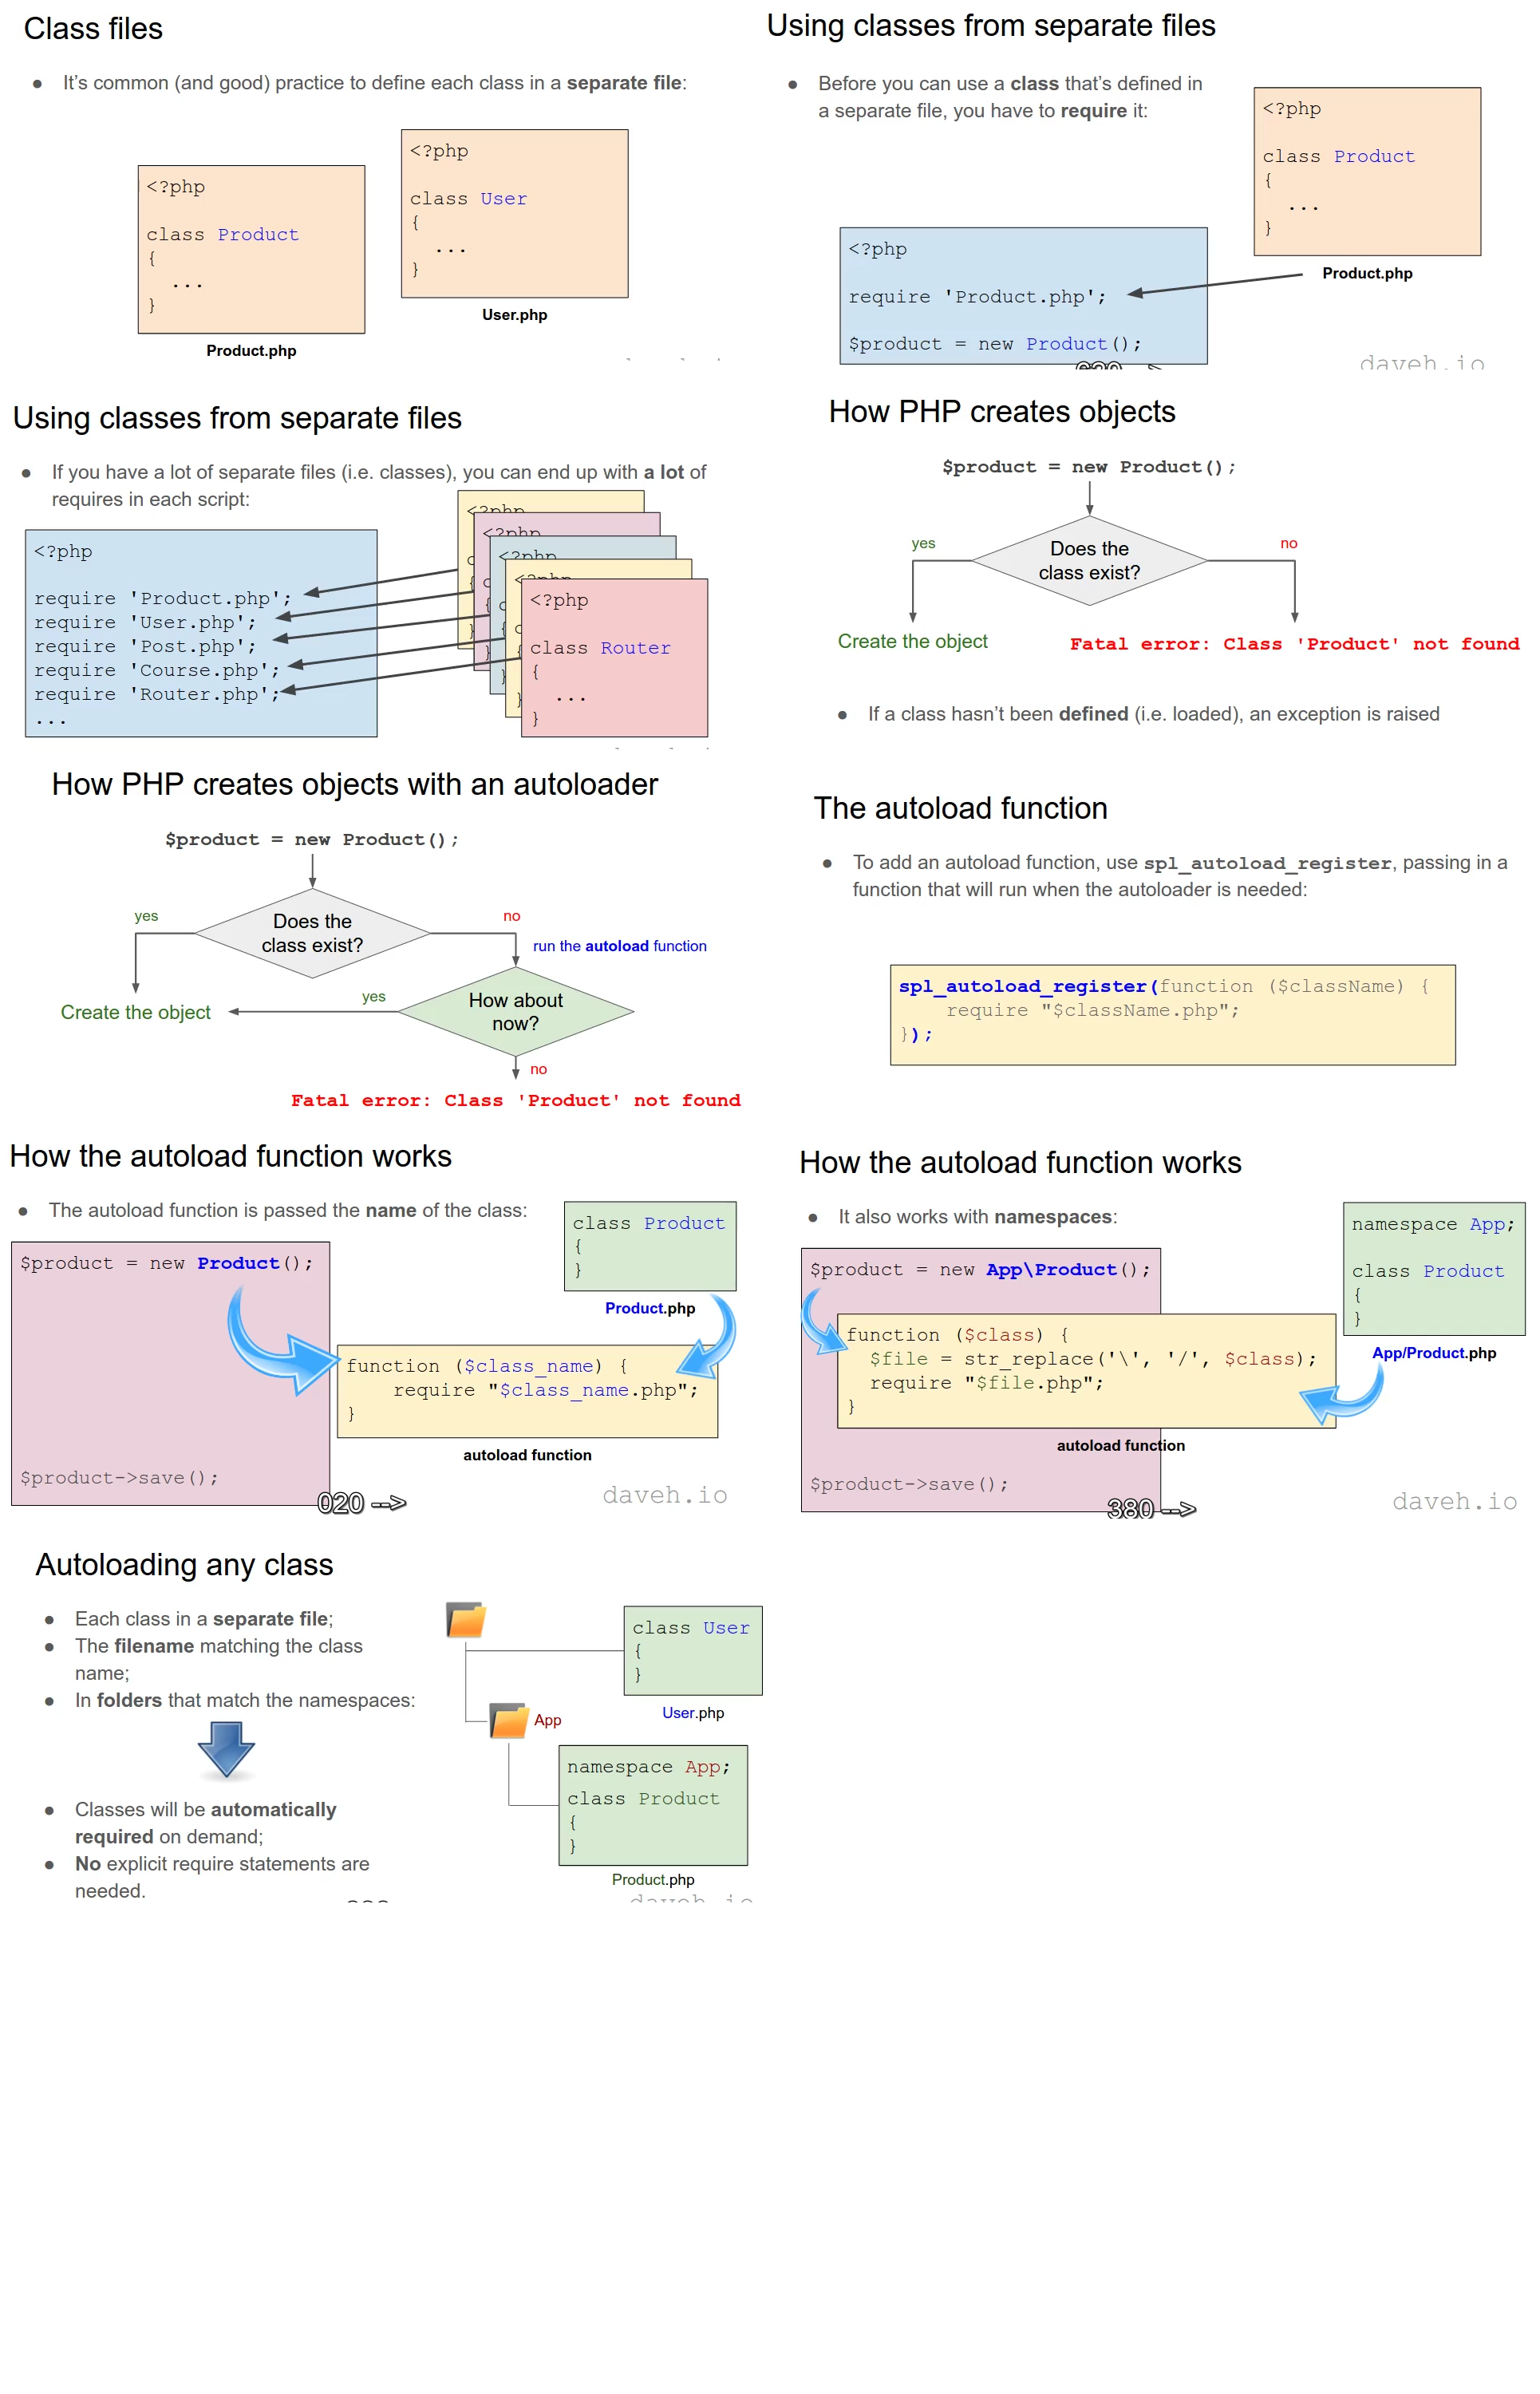 Class files
● It's common (and good) practice to define each class in a separate file:
<?php
class Product
{
...
}
Product.php
<?php
class User
{
...
}
User.php
Using classes from separate files
● Before you can use a class that's defined in
a separate file, you have to require it:
<?php
class Product
{
...
}
Product.php
<?php
require 'Product.php';
$product = new Product();
daveh.io
Using classes from separate files
● If you have a lot of separate files (i.e. classes), you can end up with a lot of
requires in each script:
<?php
require 'Product.php';
require 'User.php';
require 'Post.php';
require 'Course.php';
require 'Router.php';
...
<?php
<?php
<?php
<?php
<?php
class Router
{
...
}
How PHP creates objects
$product = new Product();
Does the
class exist?
yes
no
Create the object
Fatal error: Class 'Product' not found
● If a class hasn't been defined (i.e. loaded), an exception is raised
How PHP creates objects with an autoloader
$product = new Product();
Does the
class exist?
yes
no
run the autoload function
How about
now?
yes
Create the object
no
Fatal error: Class 'Product' not found
The autoload function
● To add an autoload function, use spl_autoload_register, passing in a
function that will run when the autoloader is needed:
spl_autoload_register(function ($className) {
require "$className.php";
});
How the autoload function works
● The autoload function is passed the name of the class:
$product = new Product();
class Product
{
}
Product.php
function ($class_name) {
require "$class_name.php";
}
autoload function
$product->save();
020 -->
daveh.io
How the autoload function works
● It also works with namespaces:
$product = new App\Product();
namespace App;
class Product
{
}
App/Product.php
function ($class) {
$file = str_replace('\', '/', $class);
require "$file.php";
}
autoload function
$product->save();
380 -->
daveh.io
Autoloading any class
● Each class in a separate file;
● The filename matching the class
name;
● In folders that match the namespaces:
● Classes will be automatically
required on demand;
● No explicit require statements are
needed.
class User
{
}
User.php
App
namespace App;
class Product
{
}
Product.php
daveh.io